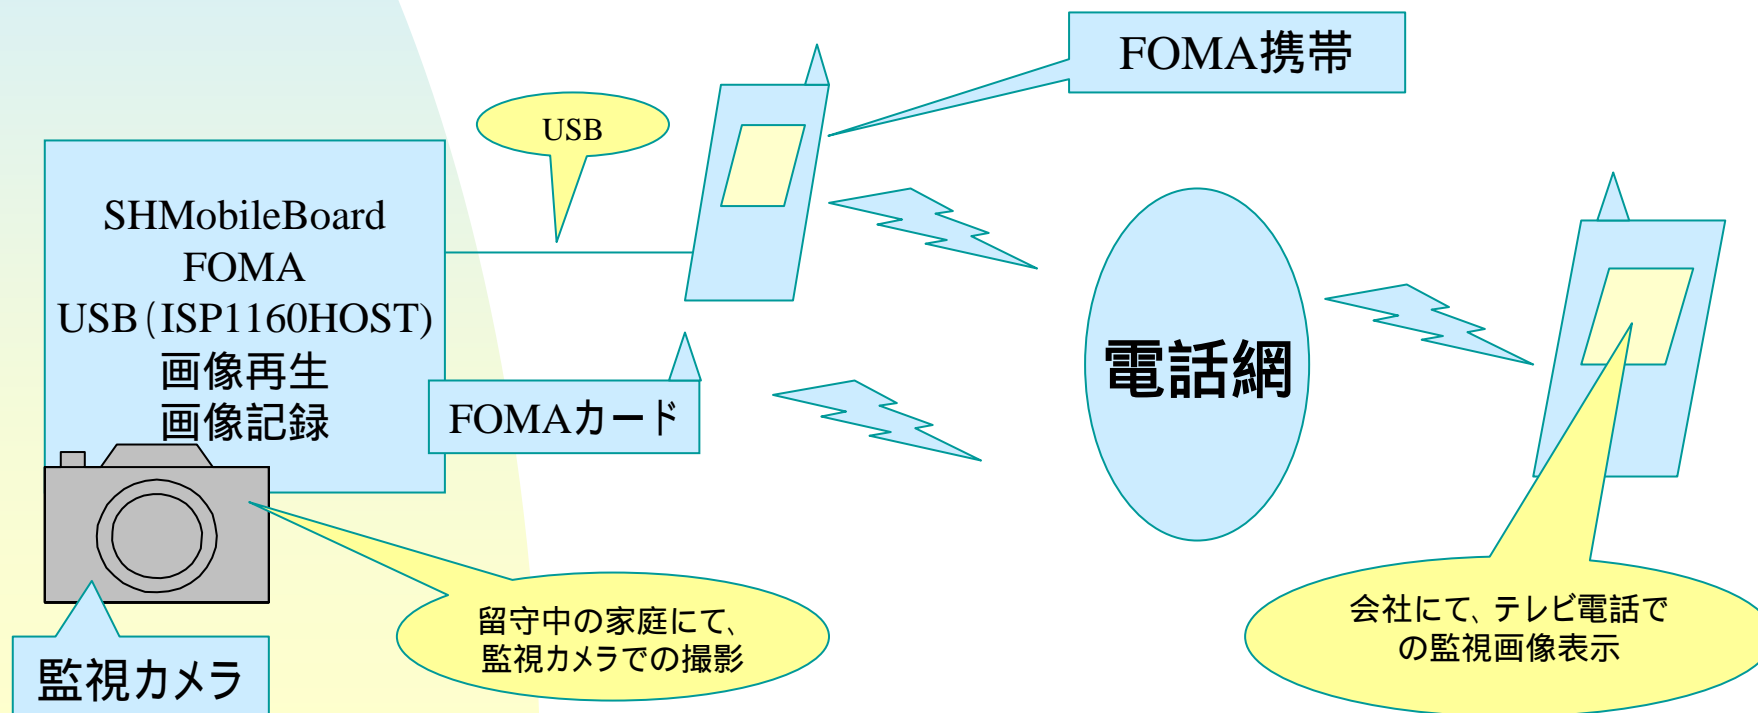 FOMA携帯
USB
SHMobileBoard
FOMA
USB(ISP1160HOST)
画像再生
画像記録
FOMAカード
電話網
留守中の家庭にて、
監視カメラでの撮影
会社にて、テレビ電話で
の監視画像表示
監視カメラ